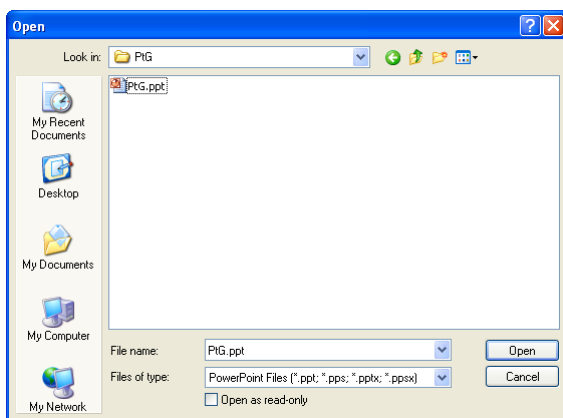 Open
Look in:
PtG
PtG.ppt
My Recent
Documents
Desktop
My Documents
My Computer
My Network
File name:
PtG.ppt
Open
Files of type:
PowerPoint Files (*.ppt; *.pps; *.pptx; *.ppsx)
Cancel
Open as read-only